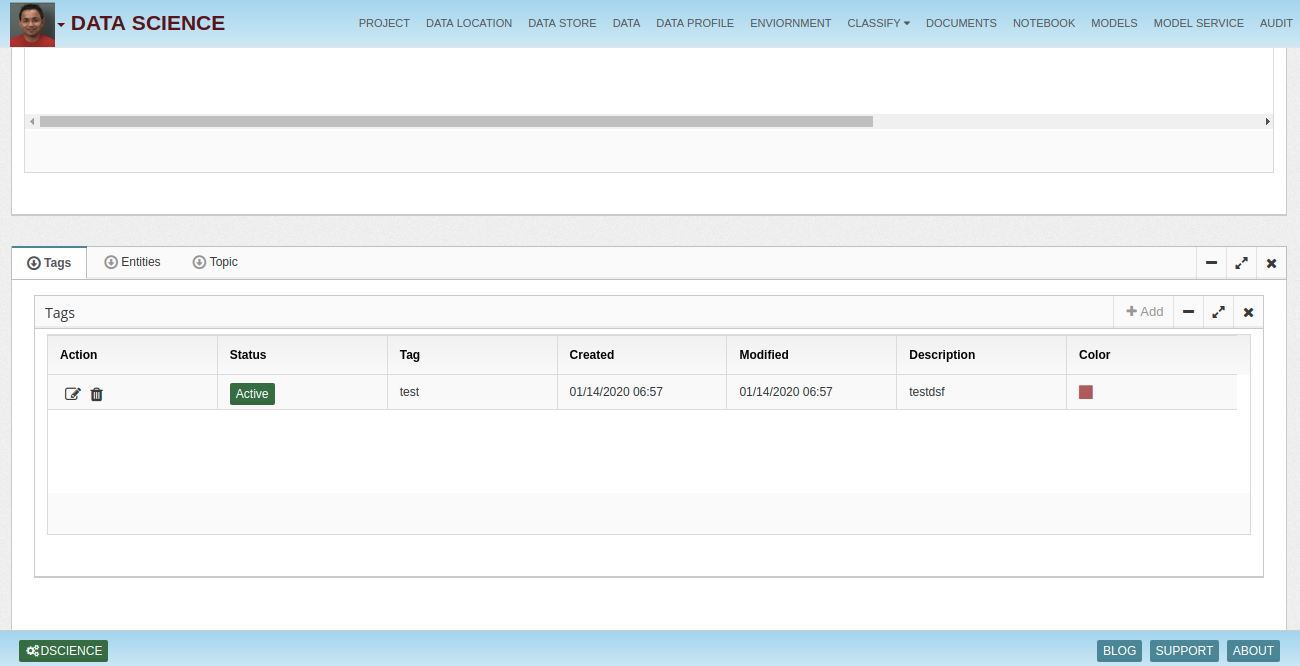 DATA SCIENCE PROJECT DATA LOCATION DATA STORE DATA DATA PROFILE ENVIORNMENT CLASSIFY DOCUMENTS NOTEBOOK MODELS MODEL SERVICE AUDIT
Tags Entities Topic
Tags Add
Action Status Tag Created Modified Description Color
Active test 01/14/2020 06:57 01/14/2020 06:57 testdsf
DSCIENCE BLOG SUPPORT ABOUT